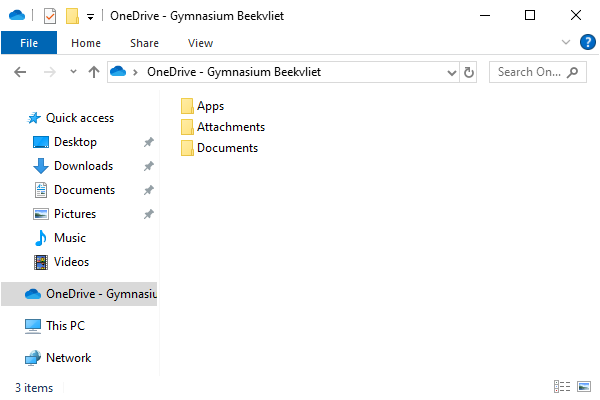 OneDrive - Gymnasium Beekvliet
File Home Share View
OneDrive - Gymnasium Beekvliet
Search On...
Quick access
Desktop
Downloads
Documents
Pictures
Music
Videos
OneDrive - Gymnasiu
This PC
Network
Apps
Attachments
Documents
3 items